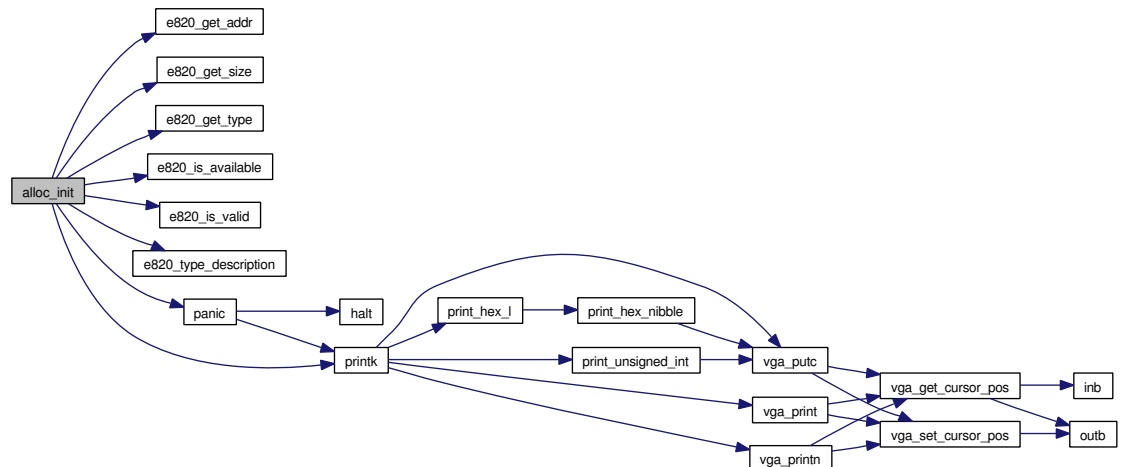 e820_get_addr
e820_get_size
e820_get_type
e820_is_available
alloc_init
e820_is_valid
e820_type_description
panic
halt
print_hex_l
print_hex_nibble
printk
print_unsigned_int
vga_putc
vga_get_cursor_pos
inb
vga_print
vga_set_cursor_pos
outb
vga_printn